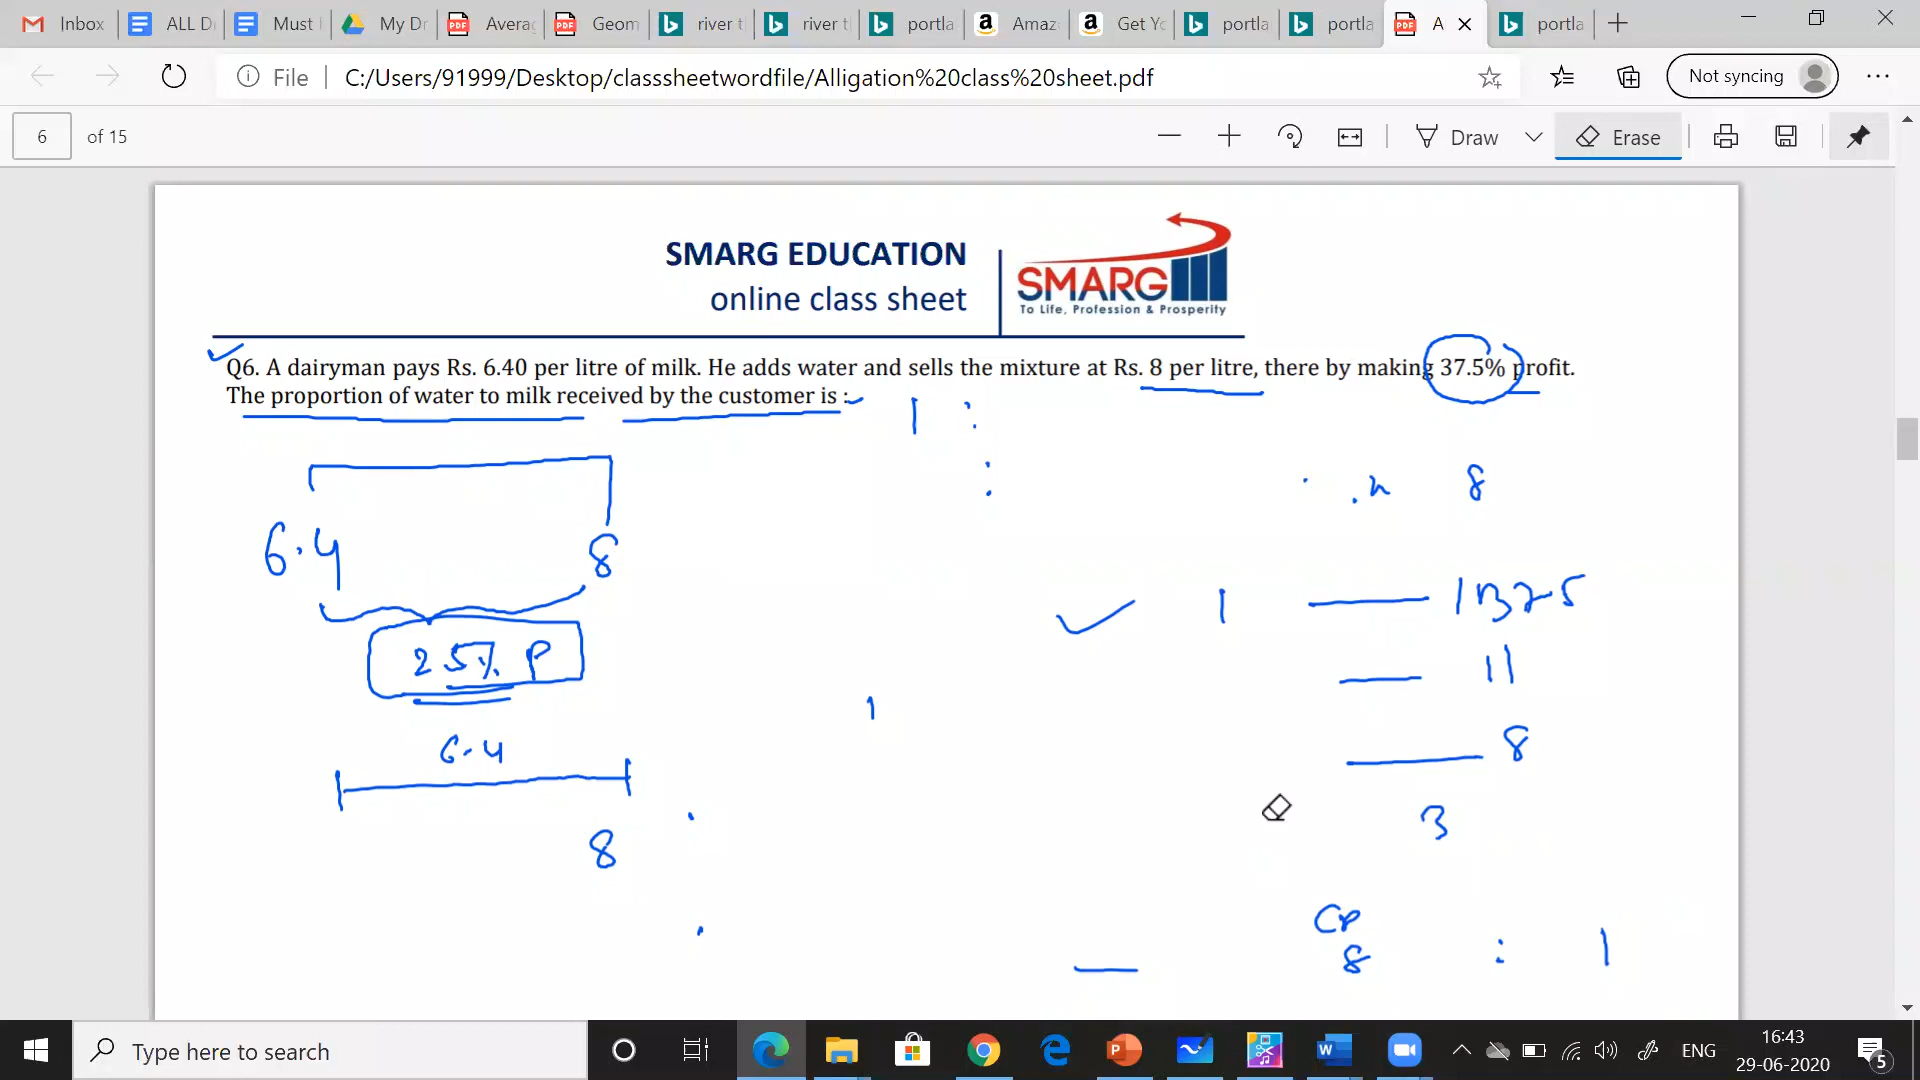 Inbox ALL D Must My Dr Avera Geom river t river t portla Amaz Get Yo portla portla A portla
File C:/Users/91999/Desktop/classsheetwordfile/Alligation%20class%20sheet.pdf Not syncing
6 of 15 Draw Erase
SMARG EDUCATION
online class sheet
SMARG
To Life, Profession & Prosperity
Q6. A dairyman pays Rs. 6.40 per litre of milk. He adds water and sells the mixture at Rs. 8 per litre, there by making 37.5% profit.
The proportion of water to milk received by the customer is :
1 :
:
8
6.4 8
1 137.5
25% P 11
1
6.4 8
3
8
CP
8 : 1
Type here to search
W
ENG
16:43
29-06-2020
5